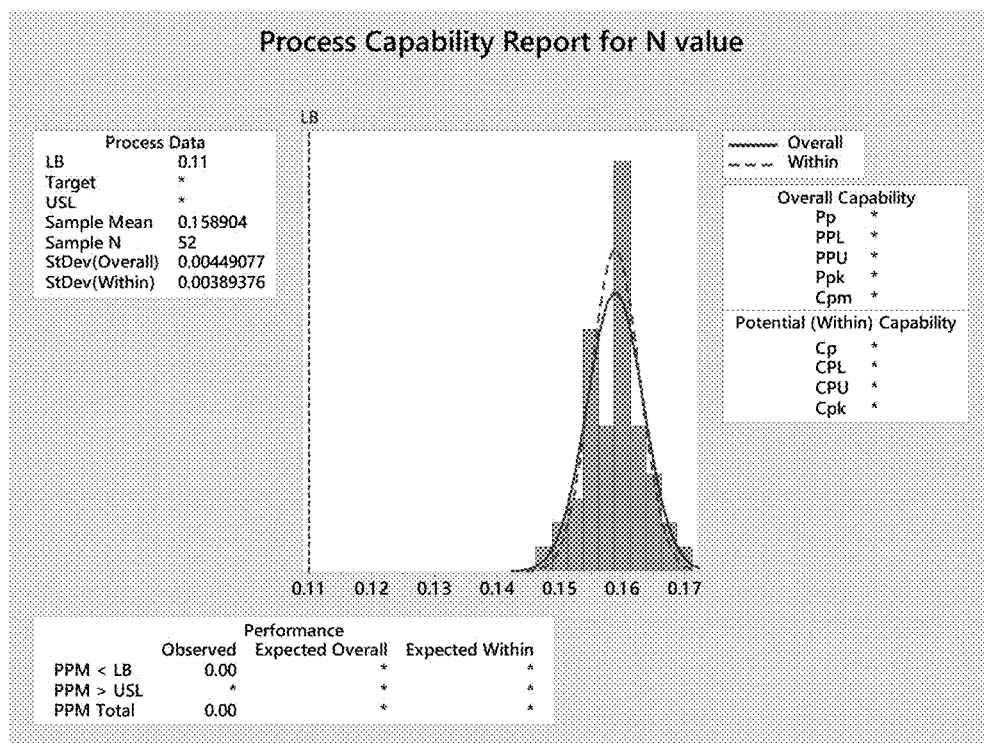 Process Capability Report for N value
LB
Process Data
LB 0.11
Target *
USL *
Sample Mean 0.158904
Sample N 52
StDev(Overall) 0.00449077
StDev(Within) 0.00389376
Overall
Within
Overall Capability
Pp *
PPL *
PPU *
Ppk *
Cpm *
Potential (Within) Capability
Cp *
CPL *
CPU *
Cpk *
0.11 0.12 0.13 0.14 0.15 0.16 0.17
Performance
Observed Expected Overall Expected Within
PPM < LB 0.00 * *
PPM > USL * * *
PPM Total 0.00 * *